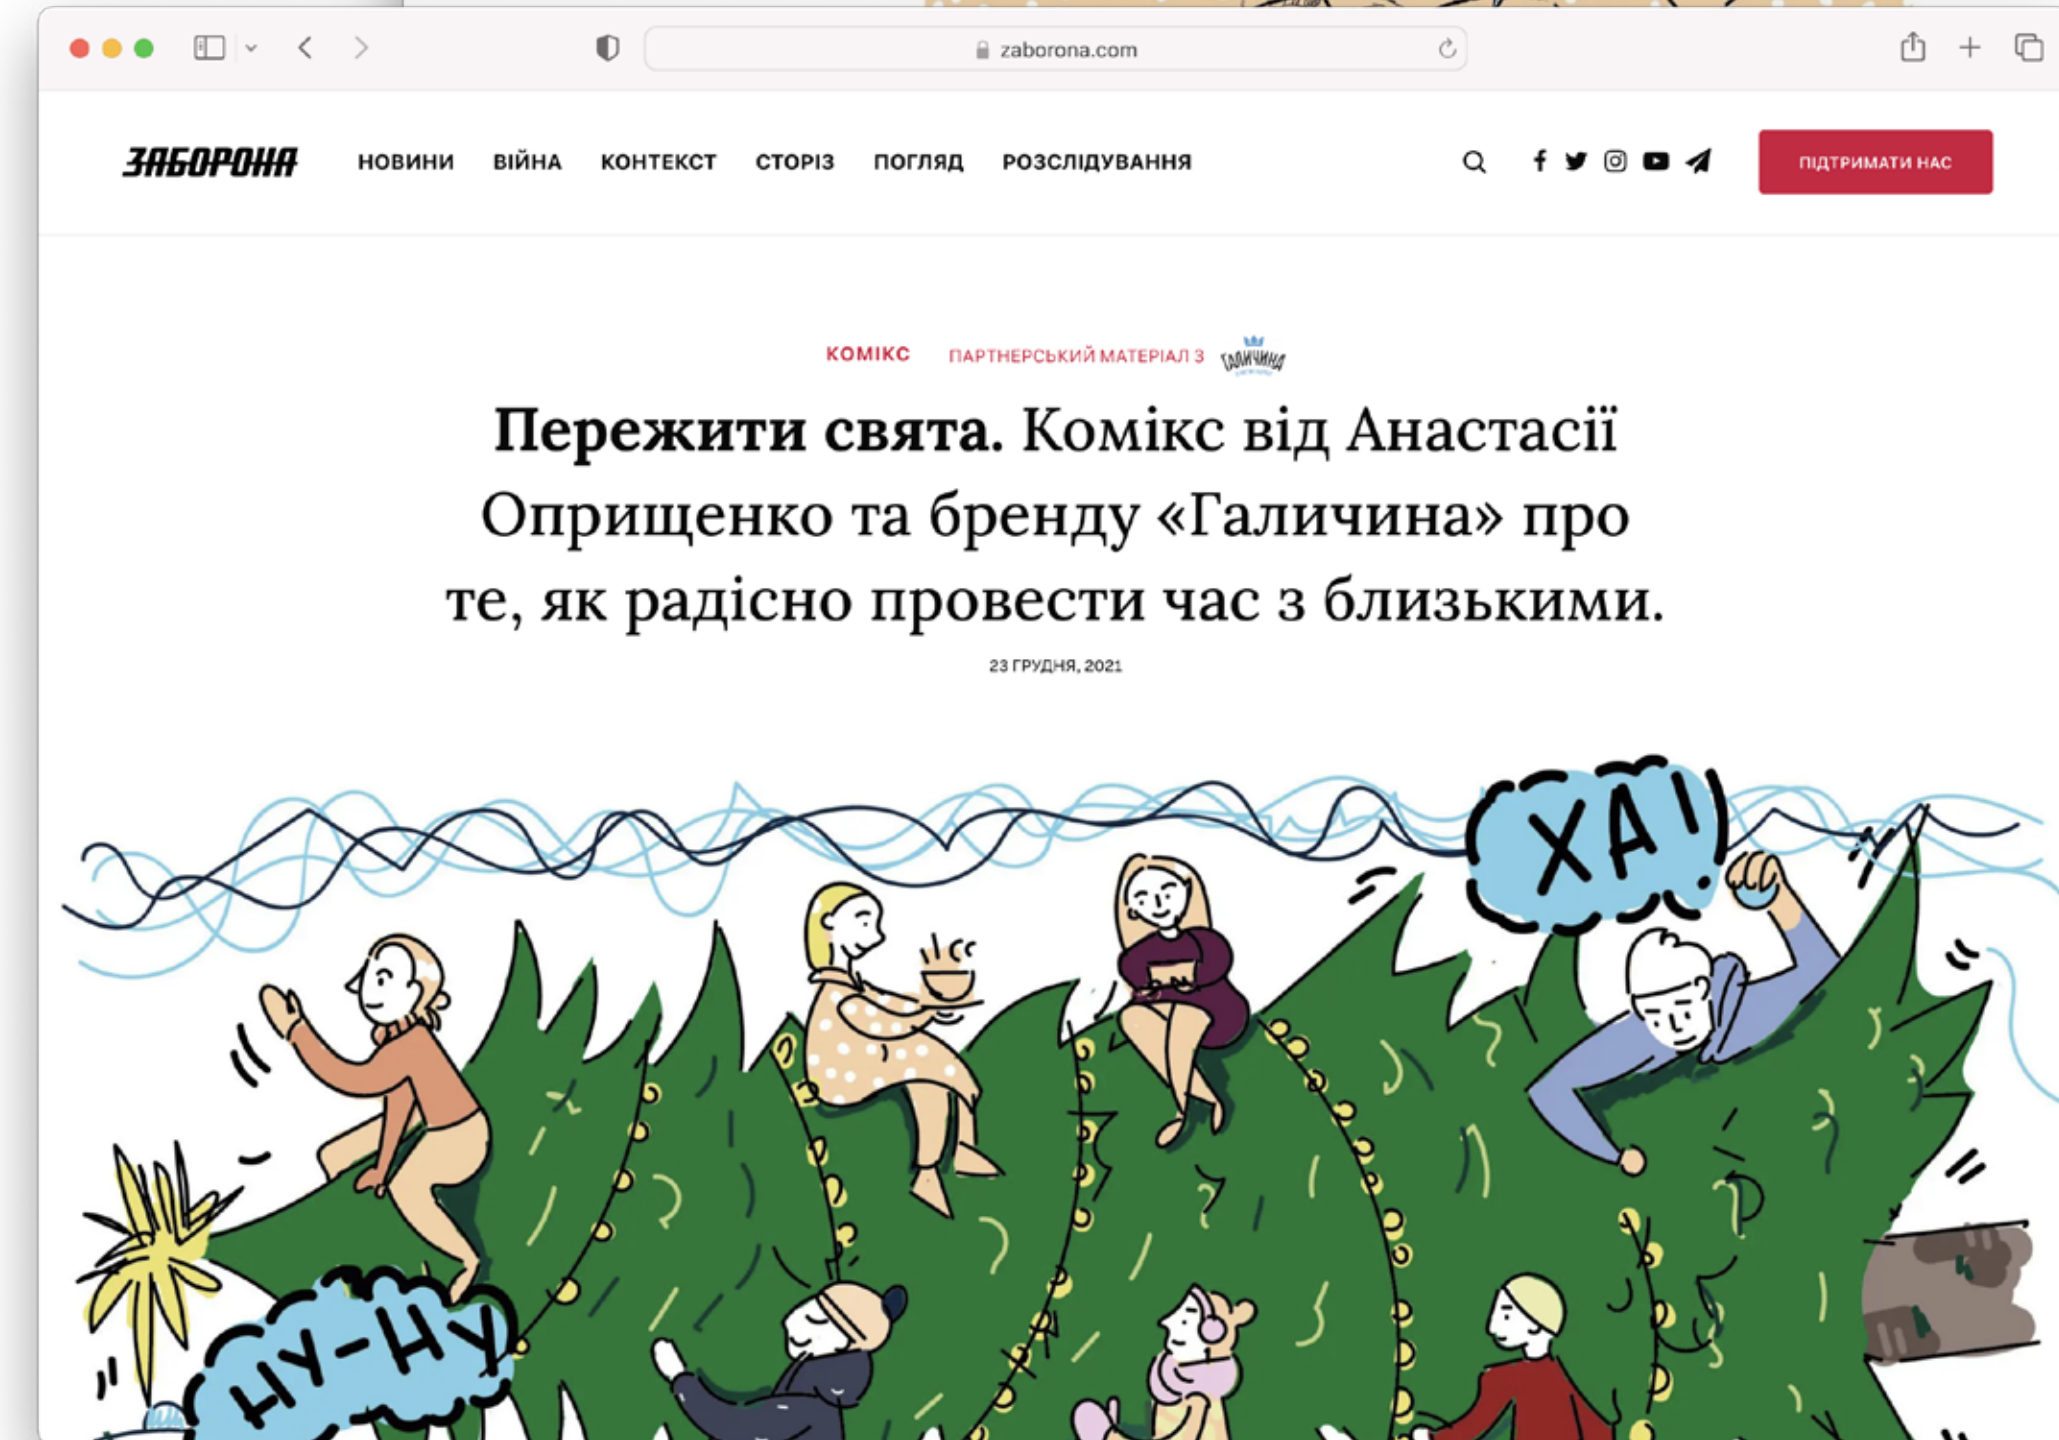 zaborona.com
ЗАБОРОНА
НОВИНИ ВІЙНА КОНТЕКСТ СТОРІЗ ПОГЛЯД РОЗСЛІДУВАННЯ
ПІДТРИМАТИ НАС
КОМІКС ПАРТНЕРСЬКИЙ МАТЕРІАЛ З ГАЛИЧИНА
Пережити свята. Комікс від Анастасії
Оприщенко та бренду «Галичина» про
те, як радісно провести час з близькими.
23 ГРУДНЯ, 2021
ХА!
НУ-НУ